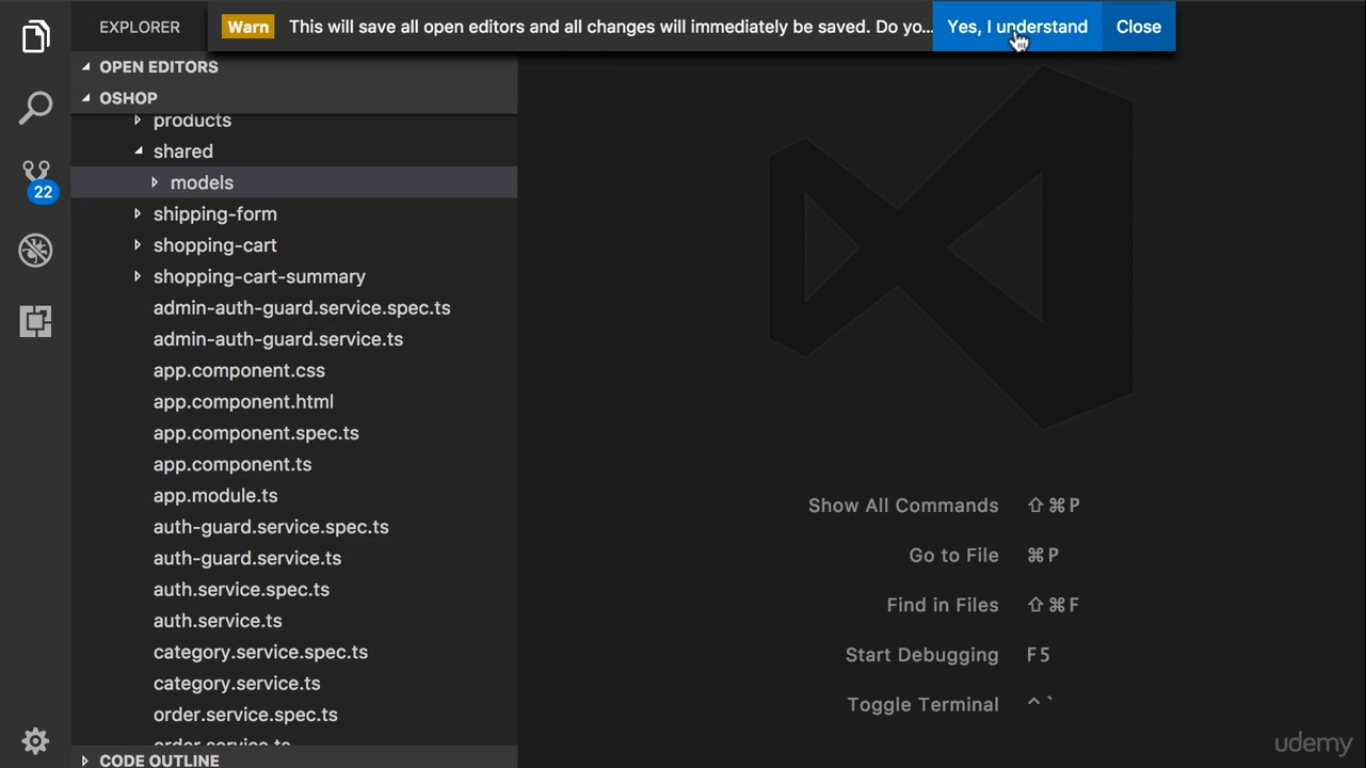 EXPLORER
Warn This will save all open editors and all changes will immediately be saved. Do yo... Yes, I understand Close
OPEN EDITORS
OSHOP
products
shared
models
22
shipping-form
shopping-cart
shopping-cart-summary
admin-auth-guard.service.spec.ts
admin-auth-guard.service.ts
app.component.css
app.component.html
app.component.spec.ts
app.component.ts
app.module.ts
auth-guard.service.spec.ts
auth-guard.service.ts
auth.service.spec.ts
auth.service.ts
category.service.spec.ts
category.service.ts
order.service.spec.ts
order.service.ts
CODE OUTLINE
Show All Commands ⇧⌘P
Go to File ⌘P
Find in Files ⇧⌘F
Start Debugging F5
Toggle Terminal ^`
udemy